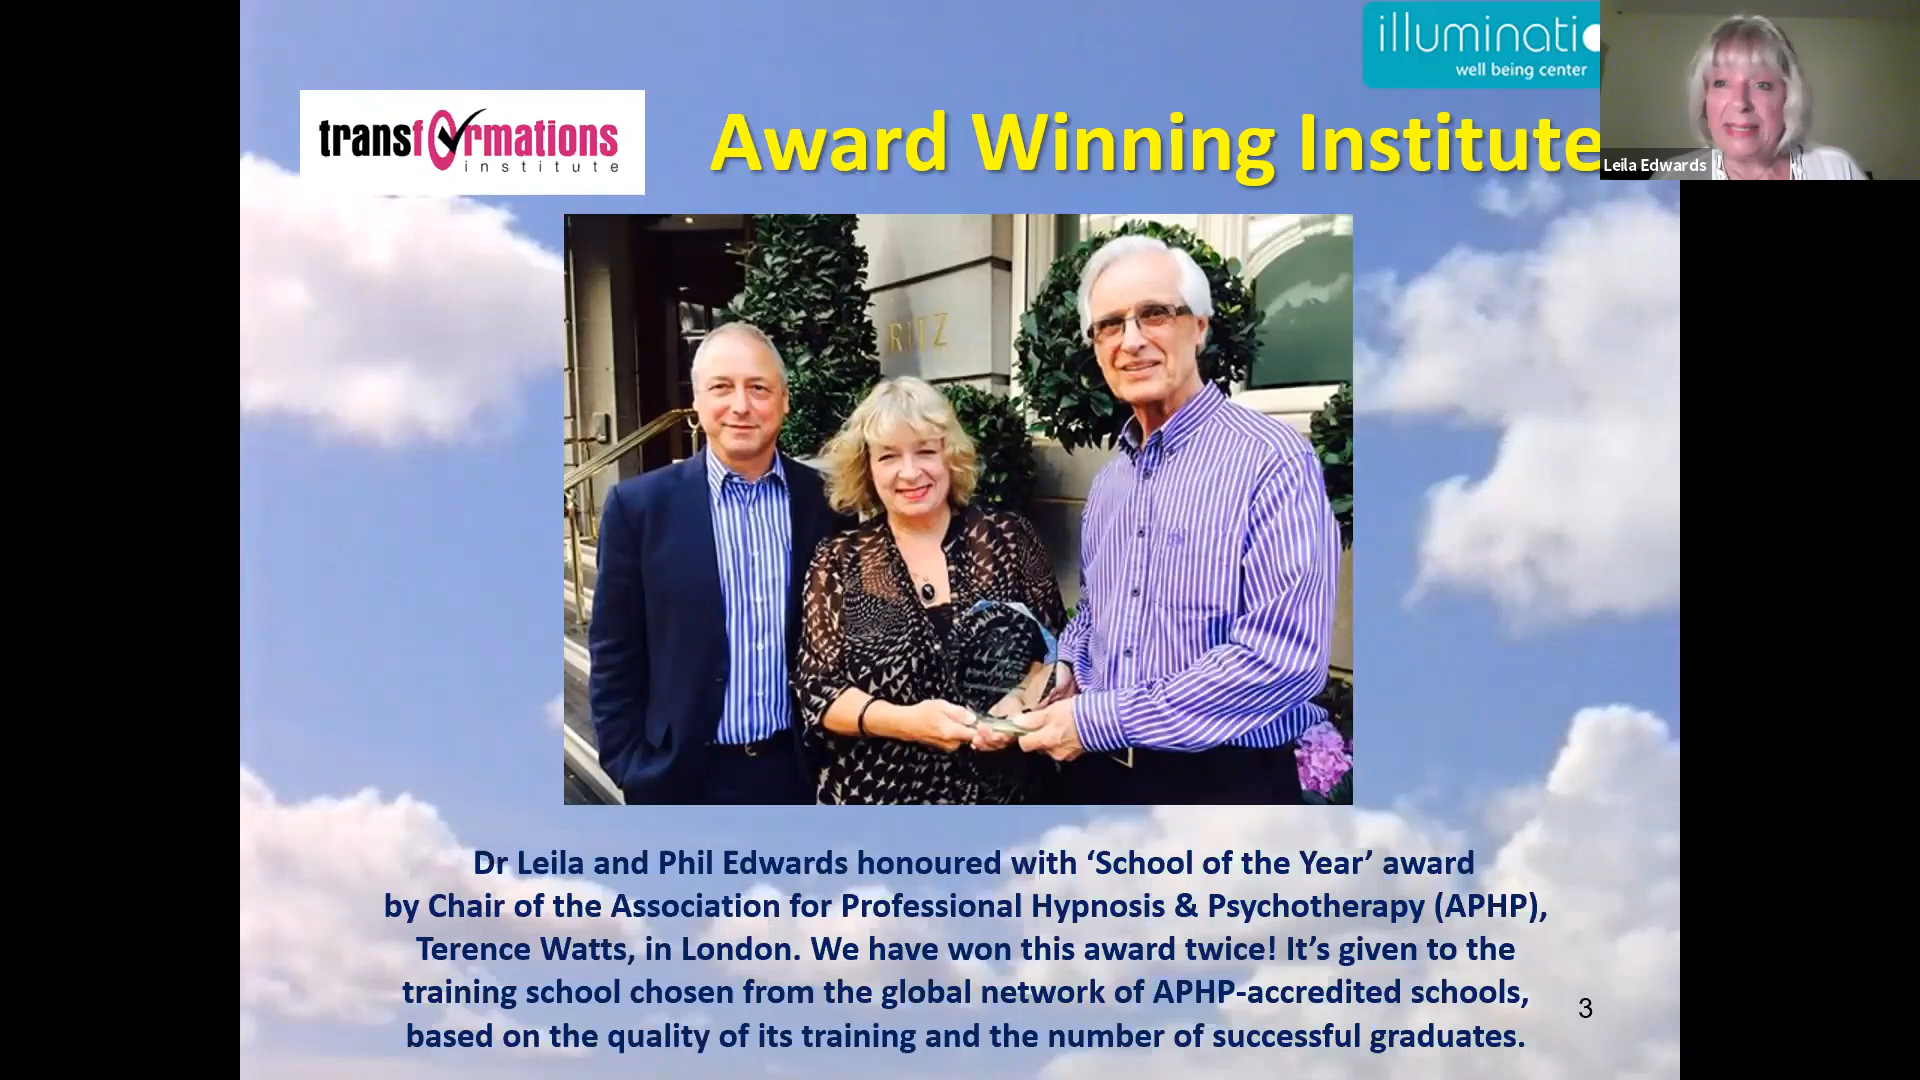 illuminati
well being center
transformations
institute
Award Winning Institute
Leila Edwards
RITZ
Dr Leila and Phil Edwards honoured with ‘School of the Year’ award
by Chair of the Association for Professional Hypnosis & Psychotherapy (APHP),
Terence Watts, in London. We have won this award twice! It’s given to the
training school chosen from the global network of APHP-accredited schools,
based on the quality of its training and the number of successful graduates.
3